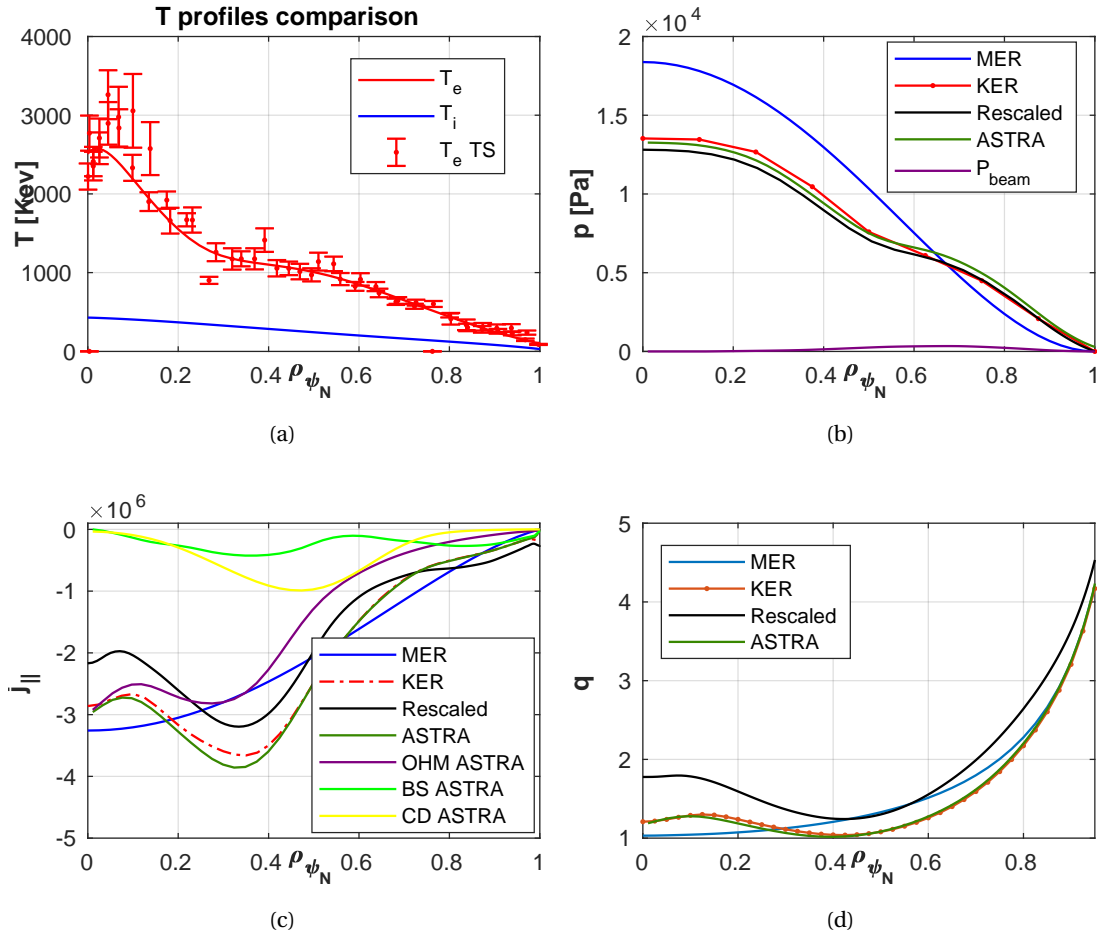 T profiles comparison
4000
3000
2000
1000
0
T [Kev]
T_e
T_i
T_e TS
0
0.2
0.4
0.6
0.8
1
ρ_ψ_N
(a)
×10^4
2
1.5
1
0.5
0
p [Pa]
MER
KER
Rescaled
ASTRA
P_beam
0
0.2
0.4
0.6
0.8
1
ρ_ψ_N
(b)
×10^6
0
-1
-2
-3
-4
-5
j_||
MER
KER
Rescaled
ASTRA
OHM ASTRA
BS ASTRA
CD ASTRA
0
0.2
0.4
0.6
0.8
1
ρ_ψ_N
(c)
5
4
3
2
1
q
MER
KER
Rescaled
ASTRA
0
0.2
0.4
0.6
0.8
ρ_ψ_N
(d)